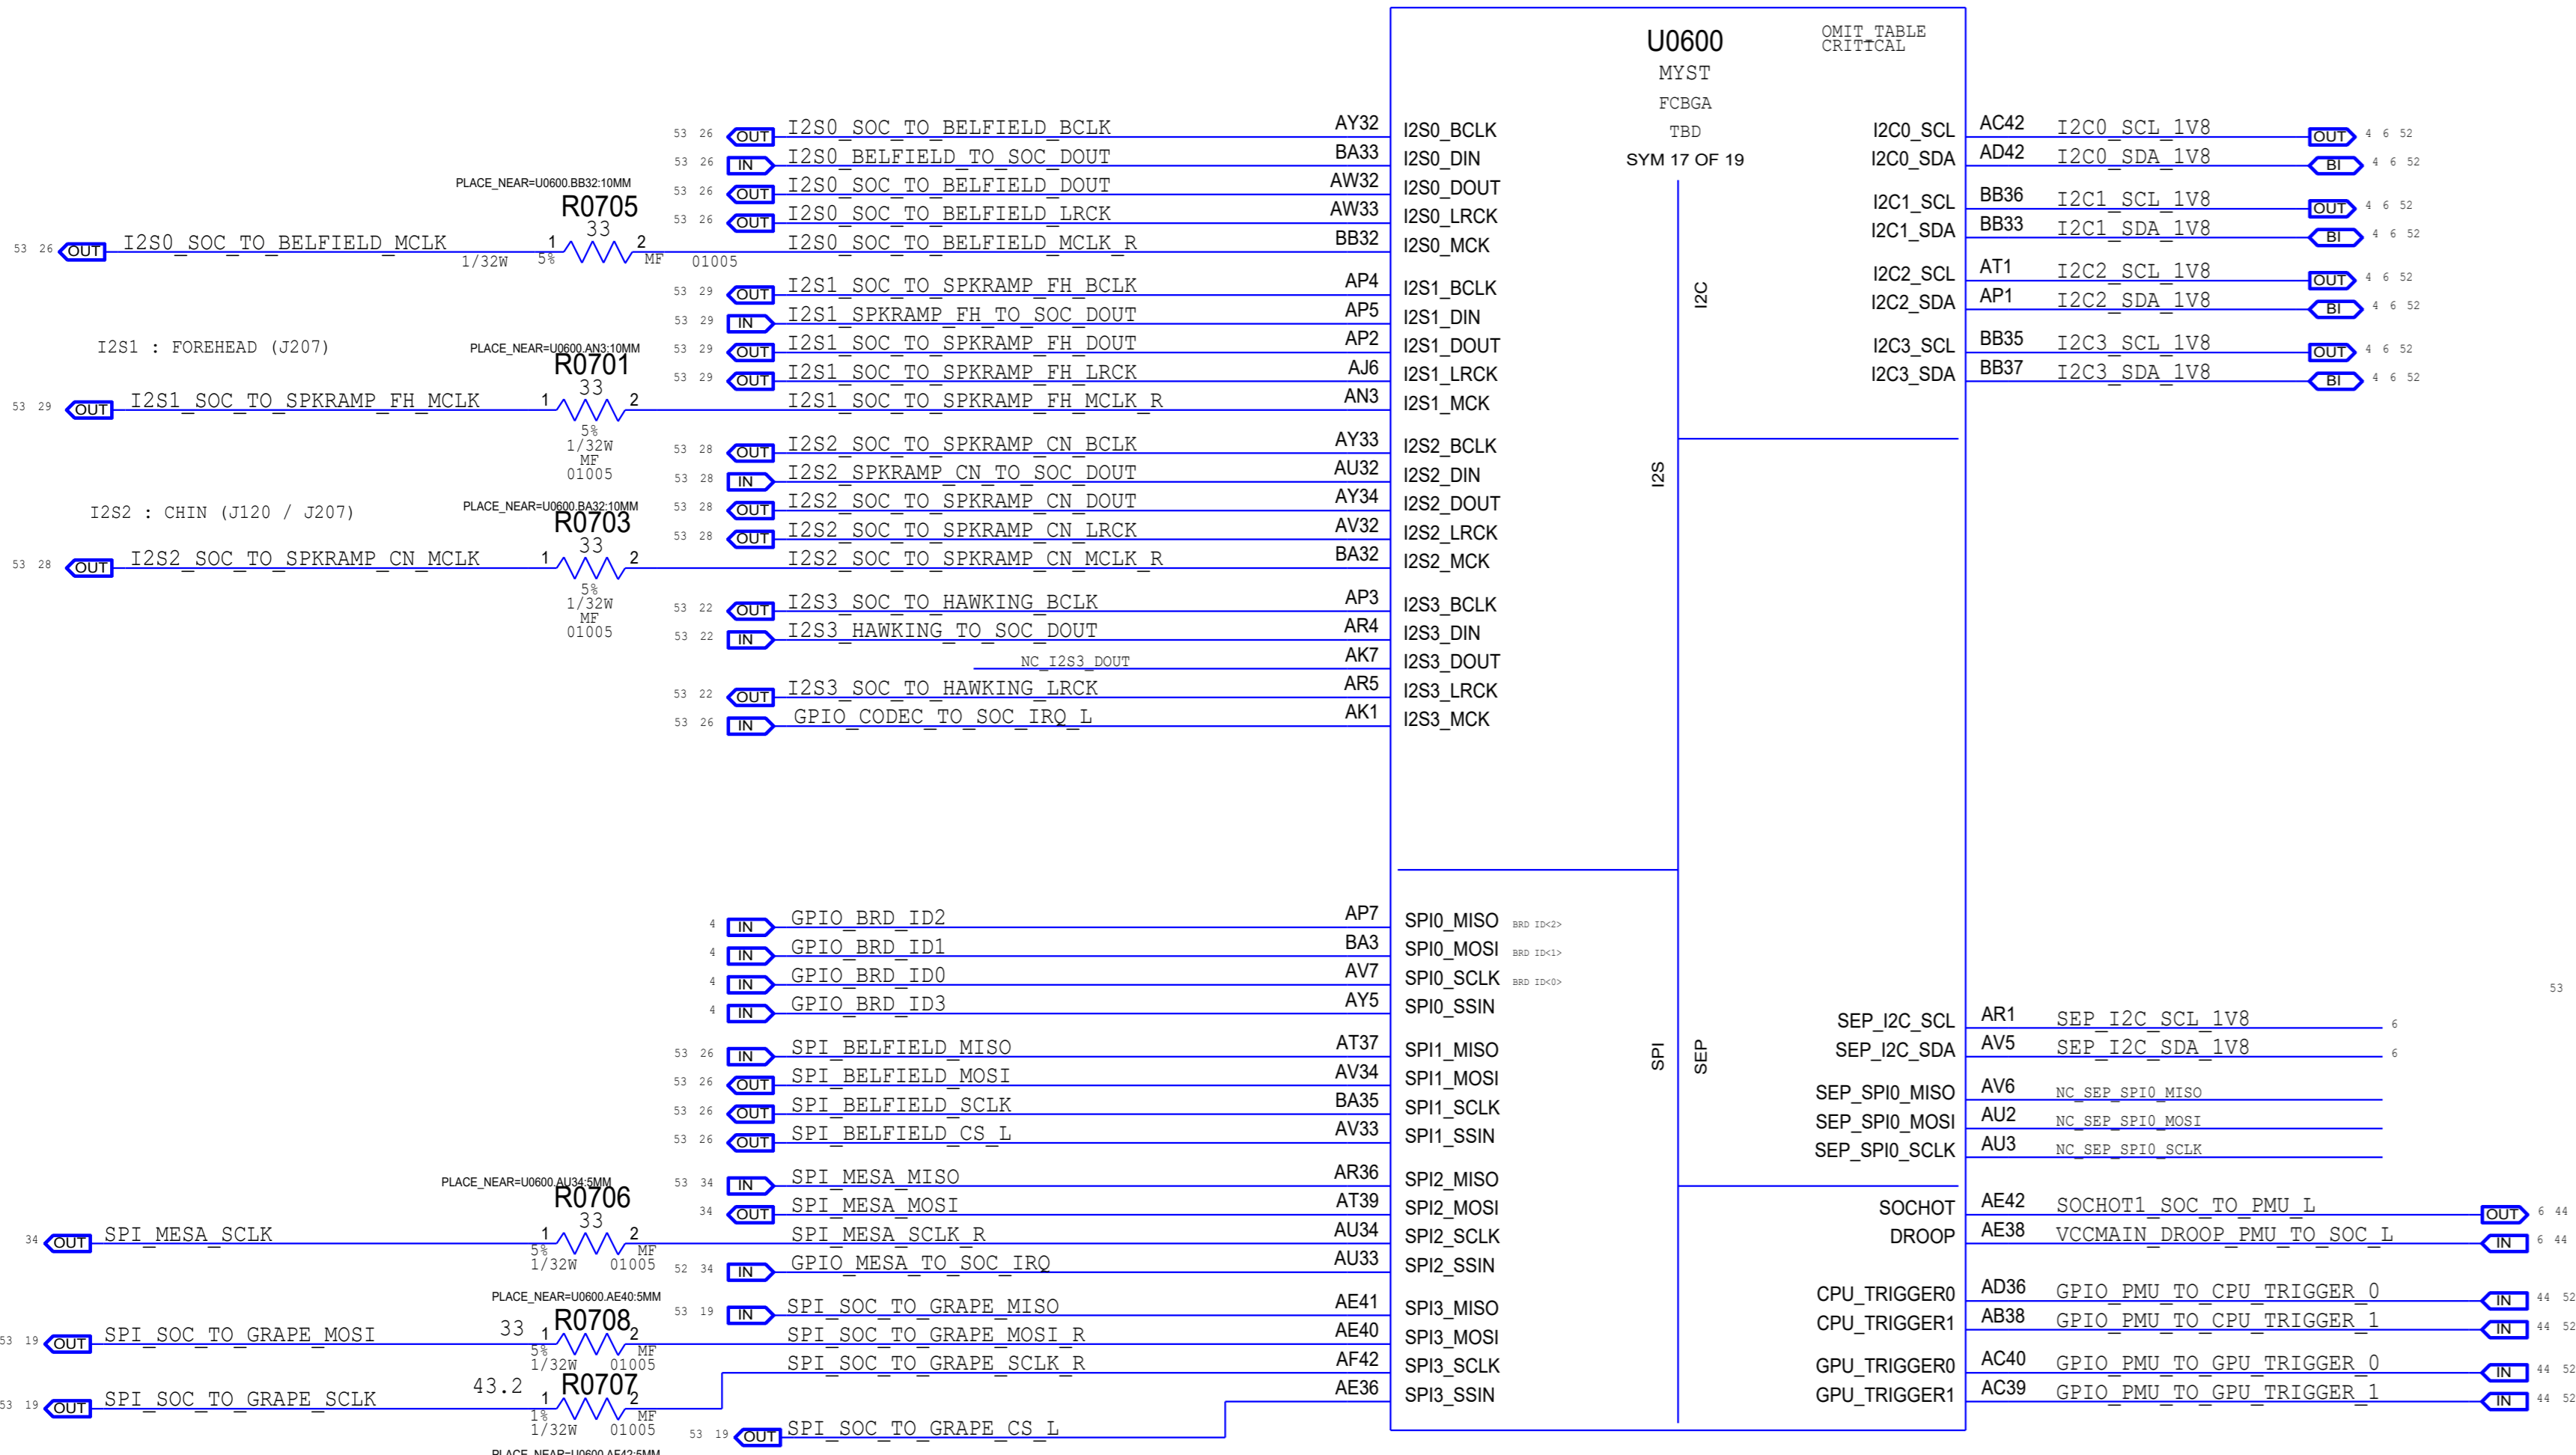 U0600
MYST
FCBGA
TBD
SYM 17 OF 19
OMIT_TABLE
CRITICAL
53 26 OUT I2S0_SOC_TO_BELFIELD_BCLK AY32 I2S0_BCLK
53 26 IN I2S0_BELFIELD_TO_SOC_DOUT BA33 I2S0_DIN
53 26 OUT I2S0_SOC_TO_BELFIELD_DOUT AW32 I2S0_DOUT
53 26 OUT I2S0_SOC_TO_BELFIELD_LRCK AW33 I2S0_LRCK
PLACE_NEAR=U0600.BB32:10MM
R0705
33
53 26 OUT I2S0_SOC_TO_BELFIELD_MCLK 1 2 I2S0_SOC_TO_BELFIELD_MCLK_R BB32 I2S0_MCK
1/32W 5% MF 01005
53 29 OUT I2S1_SOC_TO_SPKRAMP_FH_BCLK AP4 I2S1_BCLK
53 29 IN I2S1_SPKRAMP_FH_TO_SOC_DOUT AP5 I2S1_DIN
53 29 OUT I2S1_SOC_TO_SPKRAMP_FH_DOUT AP2 I2S1_DOUT
53 29 OUT I2S1_SOC_TO_SPKRAMP_FH_LRCK AJ6 I2S1_LRCK
I2S1 : FOREHEAD (J207)
PLACE_NEAR=U0600.AN3:10MM
R0701
33
53 29 OUT I2S1_SOC_TO_SPKRAMP_FH_MCLK 1 2 I2S1_SOC_TO_SPKRAMP_FH_MCLK_R AN3 I2S1_MCK
5%
1/32W
MF
01005
53 28 OUT I2S2_SOC_TO_SPKRAMP_CN_BCLK AY33 I2S2_BCLK
53 28 IN I2S2_SPKRAMP_CN_TO_SOC_DOUT AU32 I2S2_DIN
53 28 OUT I2S2_SOC_TO_SPKRAMP_CN_DOUT AY34 I2S2_DOUT
53 28 OUT I2S2_SOC_TO_SPKRAMP_CN_LRCK AV32 I2S2_LRCK
I2S2 : CHIN (J120 / J207)
PLACE_NEAR=U0600.BA32:10MM
R0703
33
53 28 OUT I2S2_SOC_TO_SPKRAMP_CN_MCLK 1 2 I2S2_SOC_TO_SPKRAMP_CN_MCLK_R BA32 I2S2_MCK
5%
1/32W
MF
01005
53 22 OUT I2S3_SOC_TO_HAWKING_BCLK AP3 I2S3_BCLK
53 22 IN I2S3_HAWKING_TO_SOC_DOUT AR4 I2S3_DIN
NC_I2S3_DOUT AK7 I2S3_DOUT
53 22 OUT I2S3_SOC_TO_HAWKING_LRCK AR5 I2S3_LRCK
53 26 IN GPIO_CODEC_TO_SOC_IRQ_L AK1 I2S3_MCK
I2S
I2C
I2C0_SCL AC42 I2C0_SCL_1V8 OUT 4 6 52
I2C0_SDA AD42 I2C0_SDA_1V8 BI 4 6 52
I2C1_SCL BB36 I2C1_SCL_1V8 OUT 4 6 52
I2C1_SDA BB33 I2C1_SDA_1V8 BI 4 6 52
I2C2_SCL AT1 I2C2_SCL_1V8 OUT 4 6 52
I2C2_SDA AP1 I2C2_SDA_1V8 BI 4 6 52
I2C3_SCL BB35 I2C3_SCL_1V8 OUT 4 6 52
I2C3_SDA BB37 I2C3_SDA_1V8 BI 4 6 52
4 IN GPIO_BRD_ID2 AP7 SPI0_MISO BRD ID<2>
4 IN GPIO_BRD_ID1 BA3 SPI0_MOSI BRD ID<1>
4 IN GPIO_BRD_ID0 AV7 SPI0_SCLK BRD ID<0>
4 IN GPIO_BRD_ID3 AY5 SPI0_SSIN
53 26 IN SPI_BELFIELD_MISO AT37 SPI1_MISO
53 26 OUT SPI_BELFIELD_MOSI AV34 SPI1_MOSI
53 26 OUT SPI_BELFIELD_SCLK BA35 SPI1_SCLK
53 26 OUT SPI_BELFIELD_CS_L AV33 SPI1_SSIN
53 34 IN SPI_MESA_MISO AR36 SPI2_MISO
34 OUT SPI_MESA_MOSI AT39 SPI2_MOSI
PLACE_NEAR=U0600.AU34:5MM
R0706
33
34 OUT SPI_MESA_SCLK 1 2 SPI_MESA_SCLK_R AU34 SPI2_SCLK
5% MF
1/32W 01005
52 34 IN GPIO_MESA_TO_SOC_IRQ AU33 SPI2_SSIN
53 19 IN SPI_SOC_TO_GRAPE_MISO AE41 SPI3_MISO
PLACE_NEAR=U0600.AE40:5MM
R0708
53 19 OUT SPI_SOC_TO_GRAPE_MOSI 33 1 2 SPI_SOC_TO_GRAPE_MOSI_R AE40 SPI3_MOSI
5% MF
1/32W 01005
SPI_SOC_TO_GRAPE_SCLK_R AF42 SPI3_SCLK
R0707
53 19 OUT SPI_SOC_TO_GRAPE_SCLK 43.2 1 2
1% MF
1/32W 01005
PLACE_NEAR=U0600.AF42:5MM
53 19 OUT SPI_SOC_TO_GRAPE_CS_L AE36 SPI3_SSIN
SPI
SEP
53
SEP_I2C_SCL AR1 SEP_I2C_SCL_1V8 6
SEP_I2C_SDA AV5 SEP_I2C_SDA_1V8 6
SEP_SPI0_MISO AV6 NC_SEP_SPI0_MISO
SEP_SPI0_MOSI AU2 NC_SEP_SPI0_MOSI
SEP_SPI0_SCLK AU3 NC_SEP_SPI0_SCLK
SOCHOT AE42 SOCHOT1_SOC_TO_PMU_L OUT 6 44
DROOP AE38 VCCMAIN_DROOP_PMU_TO_SOC_L IN 6 44
CPU_TRIGGER0 AD36 GPIO_PMU_TO_CPU_TRIGGER_0 IN 44 52
CPU_TRIGGER1 AB38 GPIO_PMU_TO_CPU_TRIGGER_1 IN 44 52
GPU_TRIGGER0 AC40 GPIO_PMU_TO_GPU_TRIGGER_0 IN 44 52
GPU_TRIGGER1 AC39 GPIO_PMU_TO_GPU_TRIGGER_1 IN 44 52